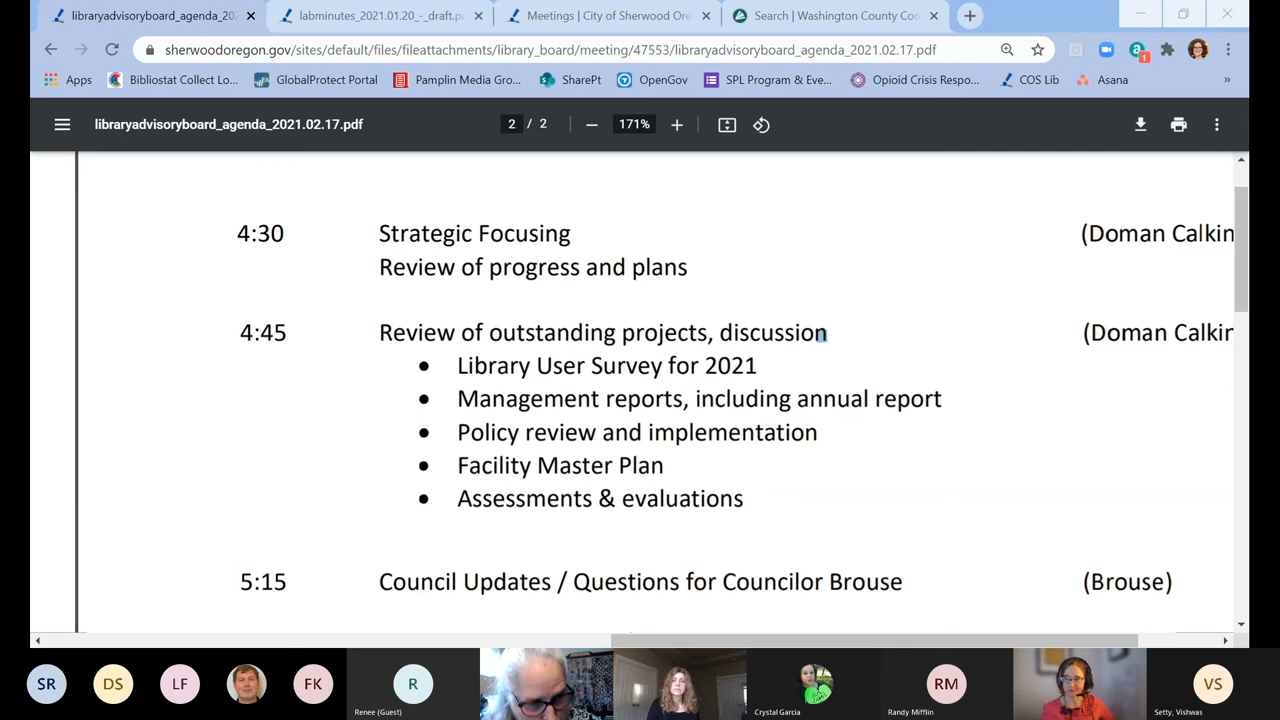 libraryadvisoryboard_agenda_202
labminutes_2021.01.20_-_draft.p
Meetings | City of Sherwood Ore
Search | Washington County Coo
sherwoodoregon.gov/sites/default/files/fileattachments/library_board/meeting/47553/libraryadvisoryboard_agenda_2021.02.17.pdf
1
Apps
Bibliostat Collect Lo...
GlobalProtect Portal
Pamplin Media Gro...
SharePt
OpenGov
SPL Program & Eve...
Opioid Crisis Respo...
COS Lib
Asana
»
libraryadvisoryboard_agenda_2021.02.17.pdf
2 / 2
171%
4:30 Strategic Focusing (Doman Calkin
Review of progress and plans
4:45 Review of outstanding projects, discussion (Doman Calkin
• Library User Survey for 2021
• Management reports, including annual report
• Policy review and implementation
• Facility Master Plan
• Assessments & evaluations
5:15 Council Updates / Questions for Councilor Brouse (Brouse)
SR DS LF FK R RM VS
Renee (Guest) Crystal Garcia Randy Mifflin Setty, Vishwas